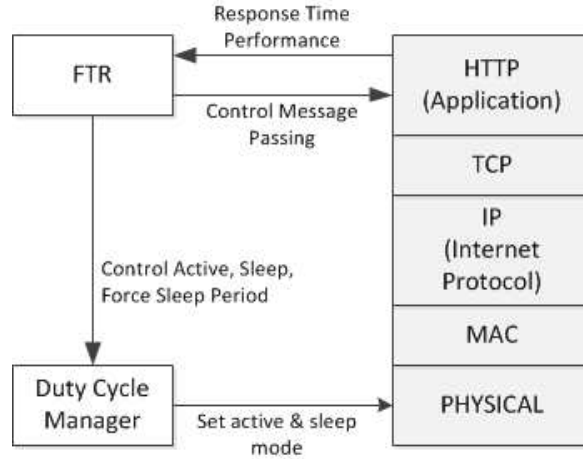 Response Time
Performance
FTR
HTTP
(Application)
Control Message
Passing
TCP
IP
(Internet
Protocol)
Control Active, Sleep,
Force Sleep Period
MAC
Duty Cycle
Manager
PHYSICAL
Set active & sleep
mode